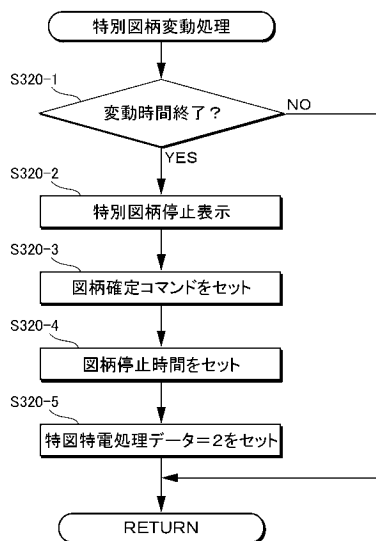 特別図柄変動処理
S320-1
変動時間終了？
NO
YES
S320-2
特別図柄停止表示
S320-3
図柄確定コマンドをセット
S320-4
図柄停止時間をセット
S320-5
特図特電処理データ＝2をセット
RETURN